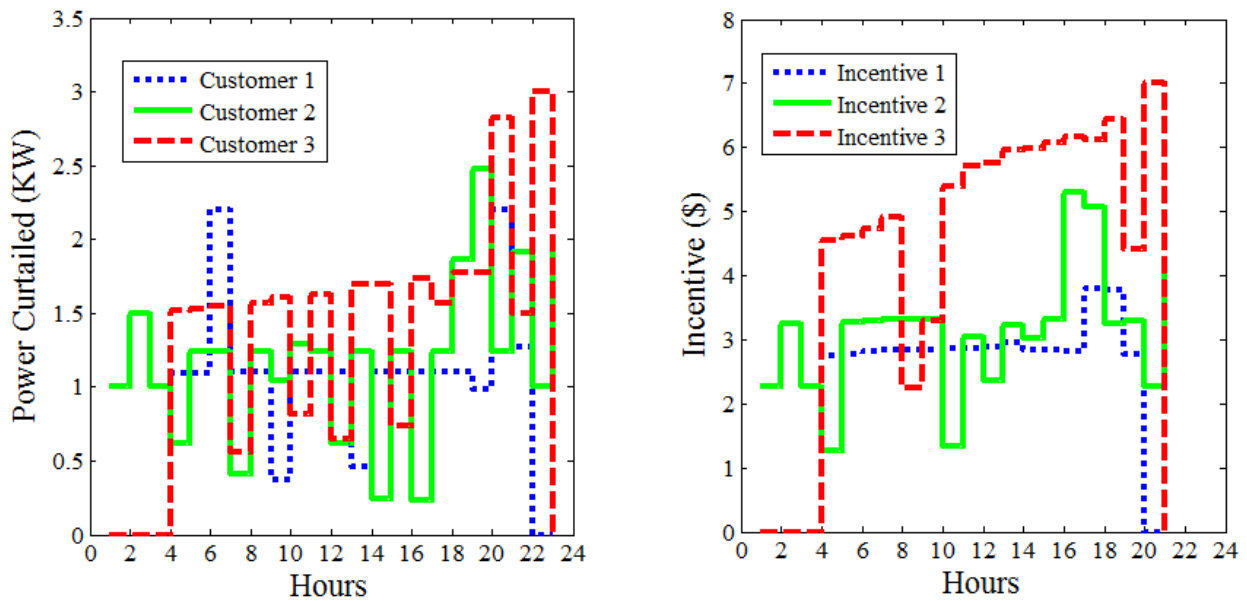 3.5
3
2.5
2
1.5
1
0.5
0
Power Curtailed (KW)
Customer 1
Customer 2
Customer 3
0 2 4 6 8 10 12 14 16 18 20 22 24
Hours
8
7
6
5
4
3
2
1
0
Incentive ($)
Incentive 1
Incentive 2
Incentive 3
0 2 4 6 8 10 12 14 16 18 20 22 24
Hours